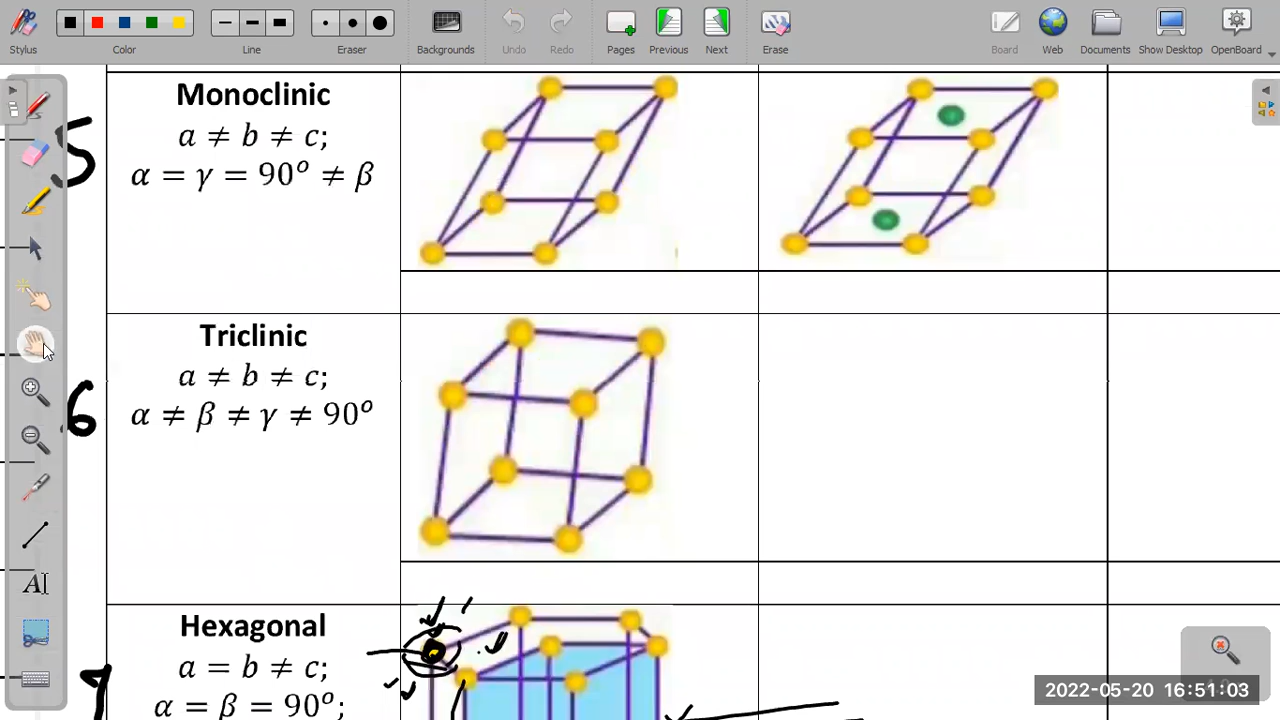 Stylus Color Line Eraser Backgrounds Undo Redo Pages Previous Next Erase Board Web Documents Show Desktop OpenBoard
5
Monoclinic
a ≠ b ≠ c;
α = γ = 90° ≠ β
6
Triclinic
a ≠ b ≠ c;
α ≠ β ≠ γ ≠ 90°
7
Hexagonal
a = b ≠ c;
α = β = 90°;
2022-05-20 16:51:03